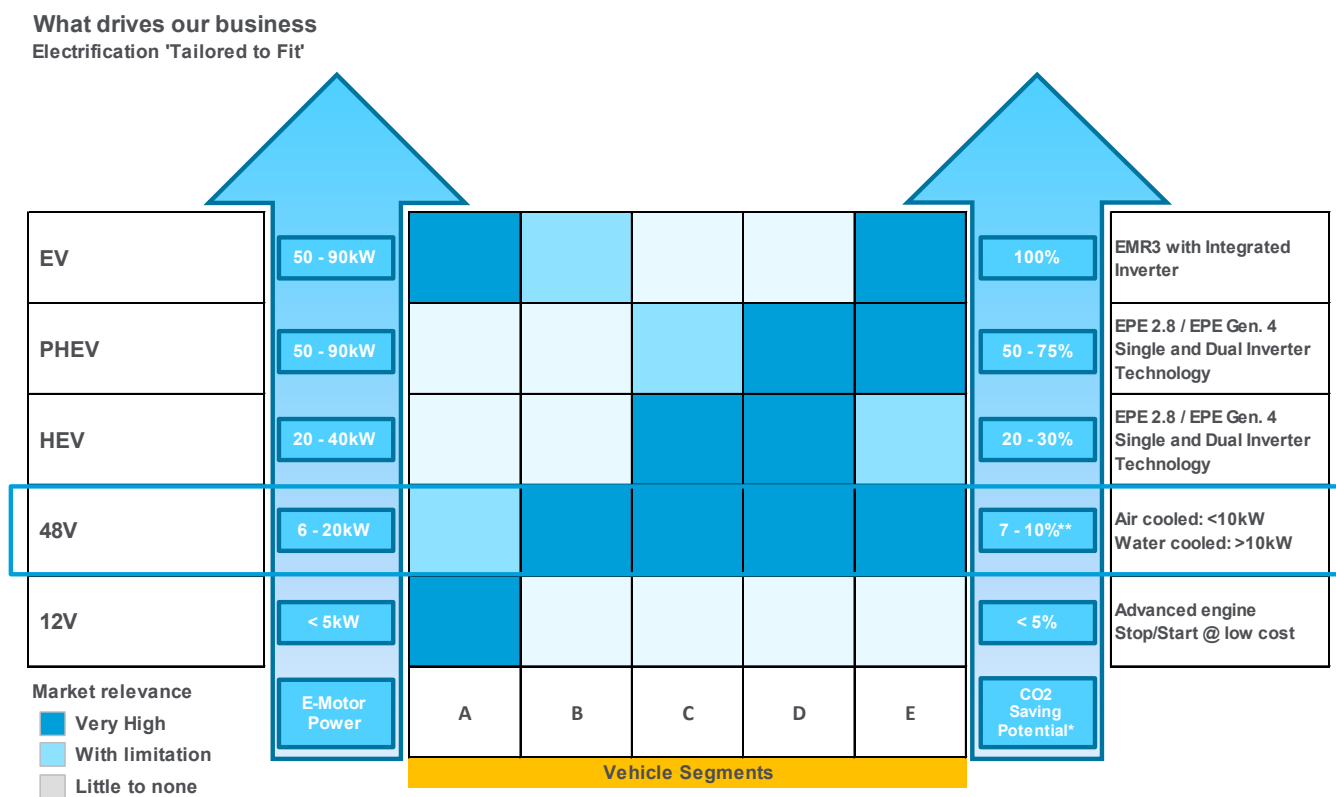 What drives our business
Electrification 'Tailored to Fit'
EV
50 - 90kW
100%
EMR3 with Integrated
Inverter
PHEV
50 - 90kW
50 - 75%
EPE 2.8 / EPE Gen. 4
Single and Dual Inverter
Technology
HEV
20 - 40kW
20 - 30%
EPE 2.8 / EPE Gen. 4
Single and Dual Inverter
Technology
48V
6 - 20kW
7 - 10%**
Air cooled: <10kW
Water cooled: >10kW
12V
< 5kW
< 5%
Advanced engine
Stop/Start @ low cost
Market relevance
Very High
With limitation
Little to none
E-Motor
Power
A
B
C
D
E
CO2
Saving
Potential*
Vehicle Segments